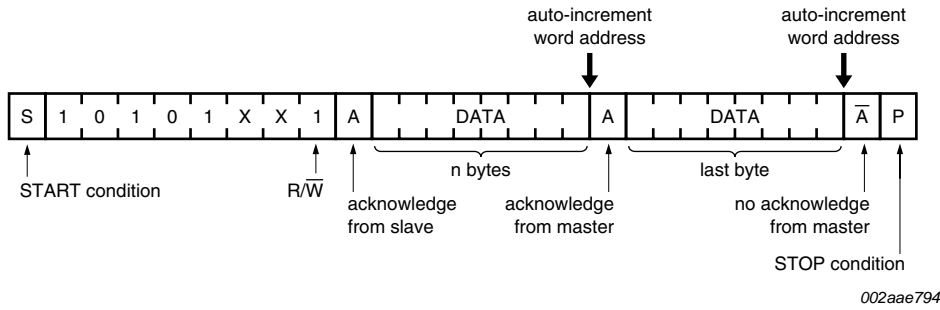 auto-increment
word address
auto-increment
word address
S 1 0 1 0 1 X X 1 A DATA A DATA A̅ P
n bytes
last byte
START condition
R/W̅
acknowledge
from slave
acknowledge
from master
no acknowledge
from master
STOP condition
002aae794